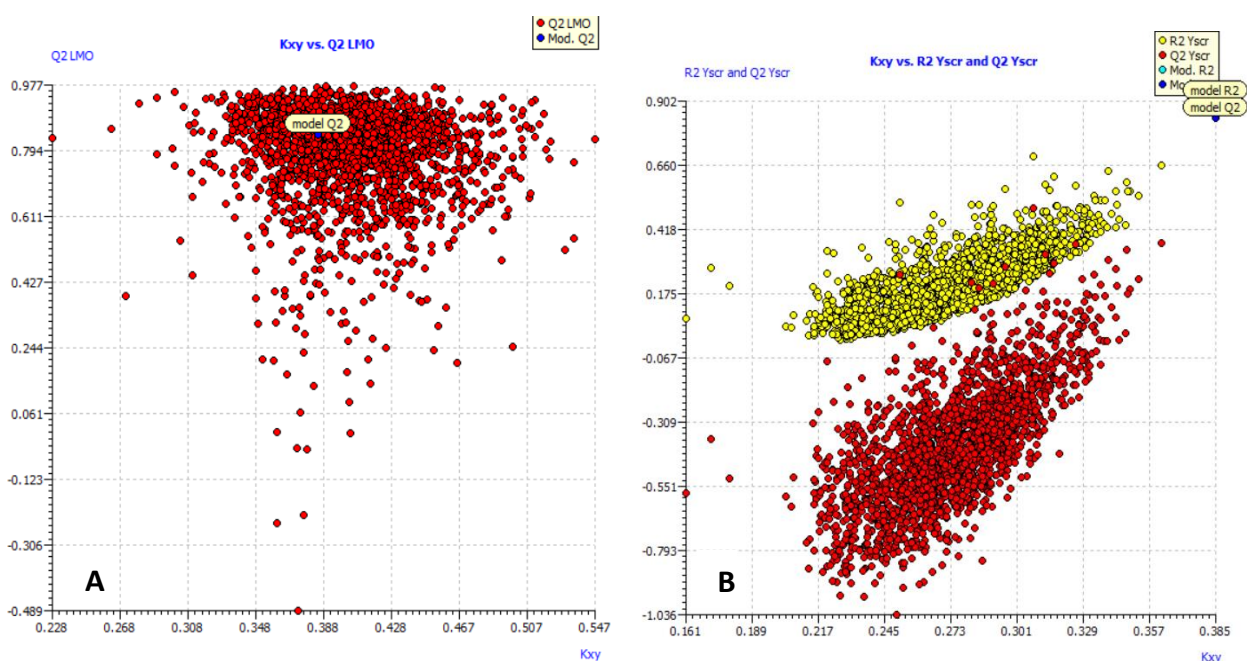 Q2 LMO
Mod. Q2
Kxy vs. Q2 LMO
Q2 LMO
0.977
0.794
0.611
0.427
0.244
0.061
-0.123
-0.306
-0.489
model Q2
A
0.228 0.268 0.308 0.348 0.388 0.428 0.467 0.507 0.547
Kxy
R2 Yscr
Q2 Yscr
Mod. R2
model R2
model Q2
Kxy vs. R2 Yscr and Q2 Yscr
R2 Yscr and Q2 Yscr
0.902
0.660
0.418
0.175
-0.067
-0.309
-0.551
-0.793
-1.036
B
0.161 0.189 0.217 0.245 0.273 0.301 0.329 0.357 0.385
Kxy